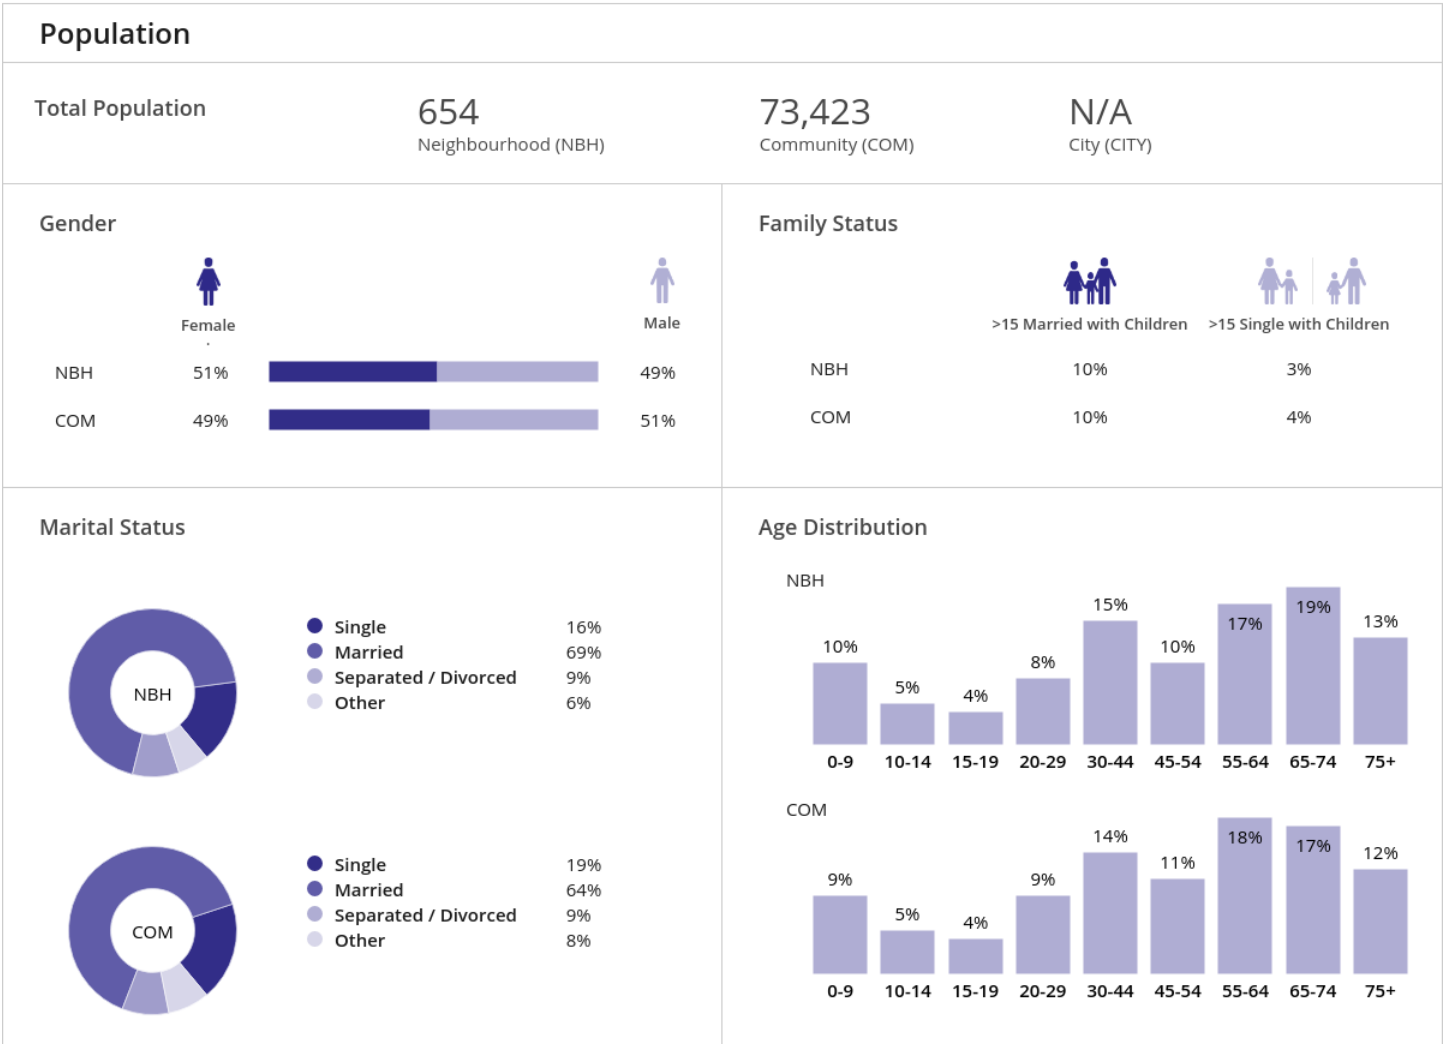 Population
Total Population
654
Neighbourhood (NBH)
73,423
Community (COM)
N/A
City (CITY)
Gender
Female
.
Male
NBH 51% 49%
COM 49% 51%
Family Status
>15 Married with Children >15 Single with Children
NBH 10% 3%
COM 10% 4%
Marital Status
NBH
Single 16%
Married 69%
Separated / Divorced 9%
Other 6%
COM
Single 19%
Married 64%
Separated / Divorced 9%
Other 8%
Age Distribution
NBH
10% 5% 4% 8% 15% 10% 17% 19% 13%
0-9 10-14 15-19 20-29 30-44 45-54 55-64 65-74 75+
COM
9% 5% 4% 9% 14% 11% 18% 17% 12%
0-9 10-14 15-19 20-29 30-44 45-54 55-64 65-74 75+